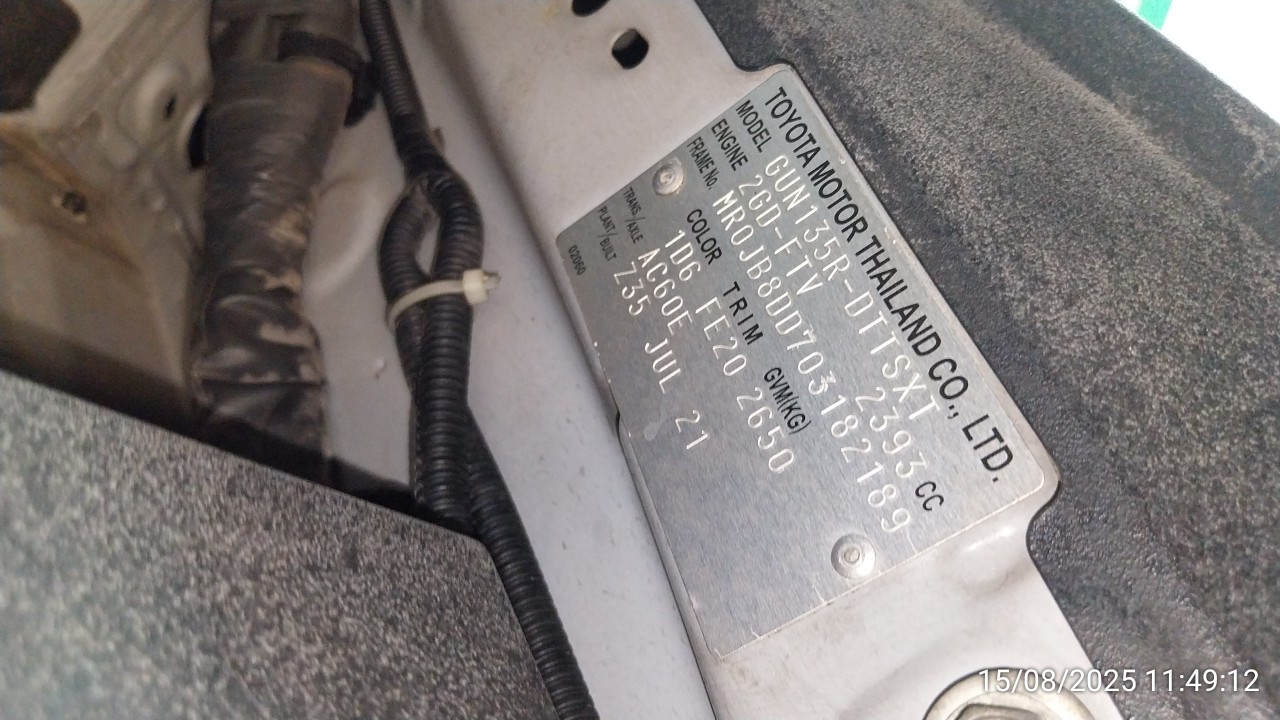 TOYOTA MOTOR THAILAND CO., LTD.
MODEL GUN135R-DTTSXT
ENGINE 2GD-FTV 2393 CC
FRAME No. MR0JB8DD703182189
COLOR TRIM GVM(KG)
1D6 FE20 2650
TRANS/AXLE AC60E
PLANT/BUILT Z35 JUL 21
02060
15/08/2025 11:49:12